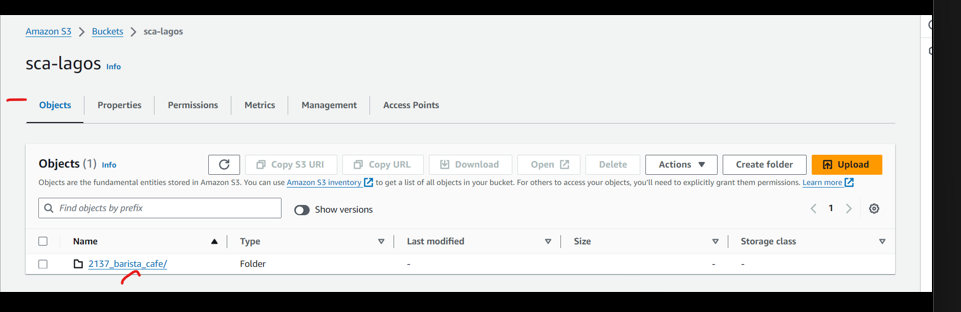 Amazon S3 > Buckets > sca-lagos
sca-lagos Info
Objects Properties Permissions Metrics Management Access Points
Objects (1) Info Copy S3 URI Copy URL Download Open Delete Actions Create folder Upload
Objects are the fundamental entities stored in Amazon S3. You can use Amazon S3 inventory to get a list of all objects in your bucket. For others to access your objects, you'll need to explicitly grant them permissions. Learn more
Find objects by prefix Show versions 1
Name Type Last modified Size Storage class
2137_barista_cafe/ Folder - - -